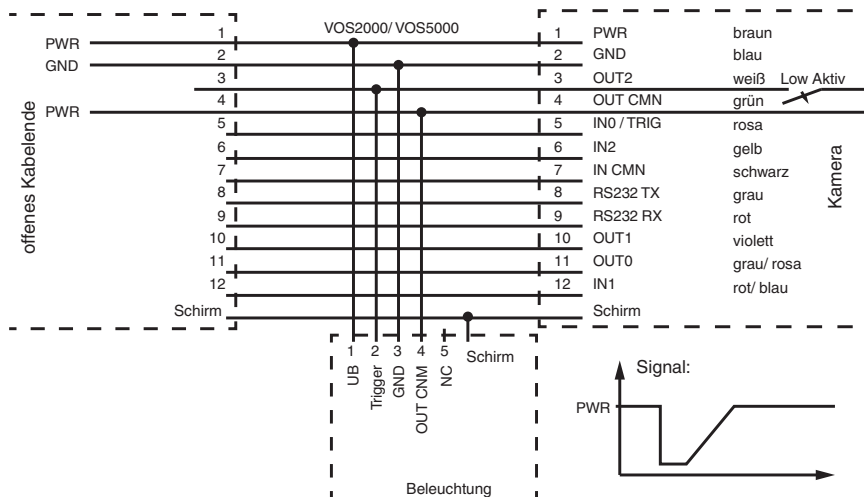 VOS2000/ VOS5000
offenes Kabelende
PWR 1
GND 2
3
PWR 4
5
6
7
8
9
10
11
12
Schirm
1 PWR braun
2 GND blau
3 OUT2 weiß Low Aktiv
4 OUT CMN grün
5 IN0 / TRIG rosa
6 IN2 gelb
7 IN CMN schwarz
8 RS232 TX grau
9 RS232 RX rot
10 OUT1 violett
11 OUT0 grau/ rosa
12 IN1 rot/ blau
Schirm
Kamera
1 2 3 4 5 Schirm
UB
Trigger
GND
OUT CNM
NC
Beleuchtung
Signal:
PWR